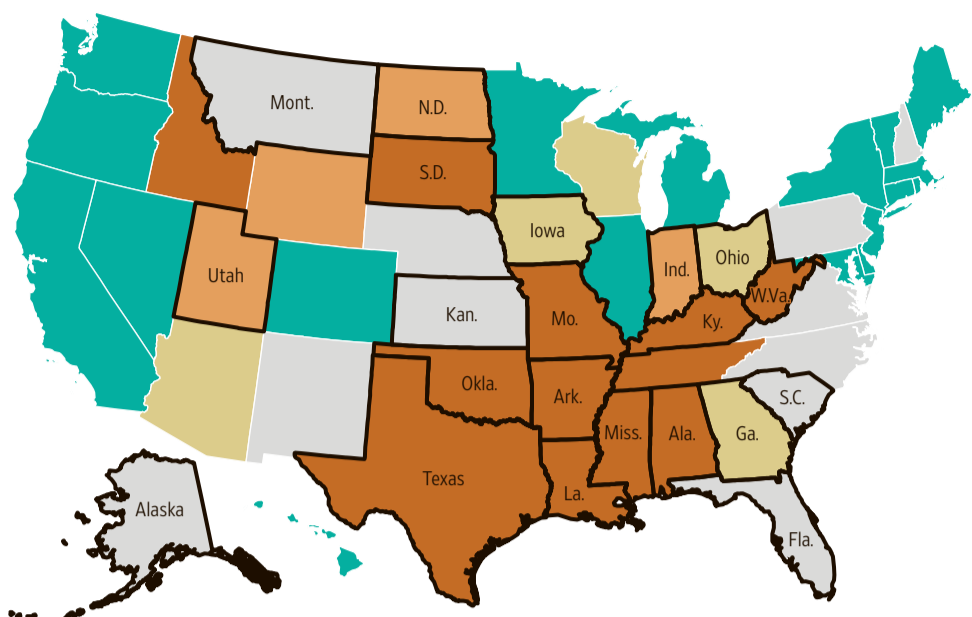 Mont.
N.D.
S.D.
Iowa
Utah
Ind.
Ohio
W.Va.
Kan.
Mo.
Ky.
Okla.
Ark.
S.C.
Miss.
Ala.
Ga.
Texas
La.
Alaska
Fla.